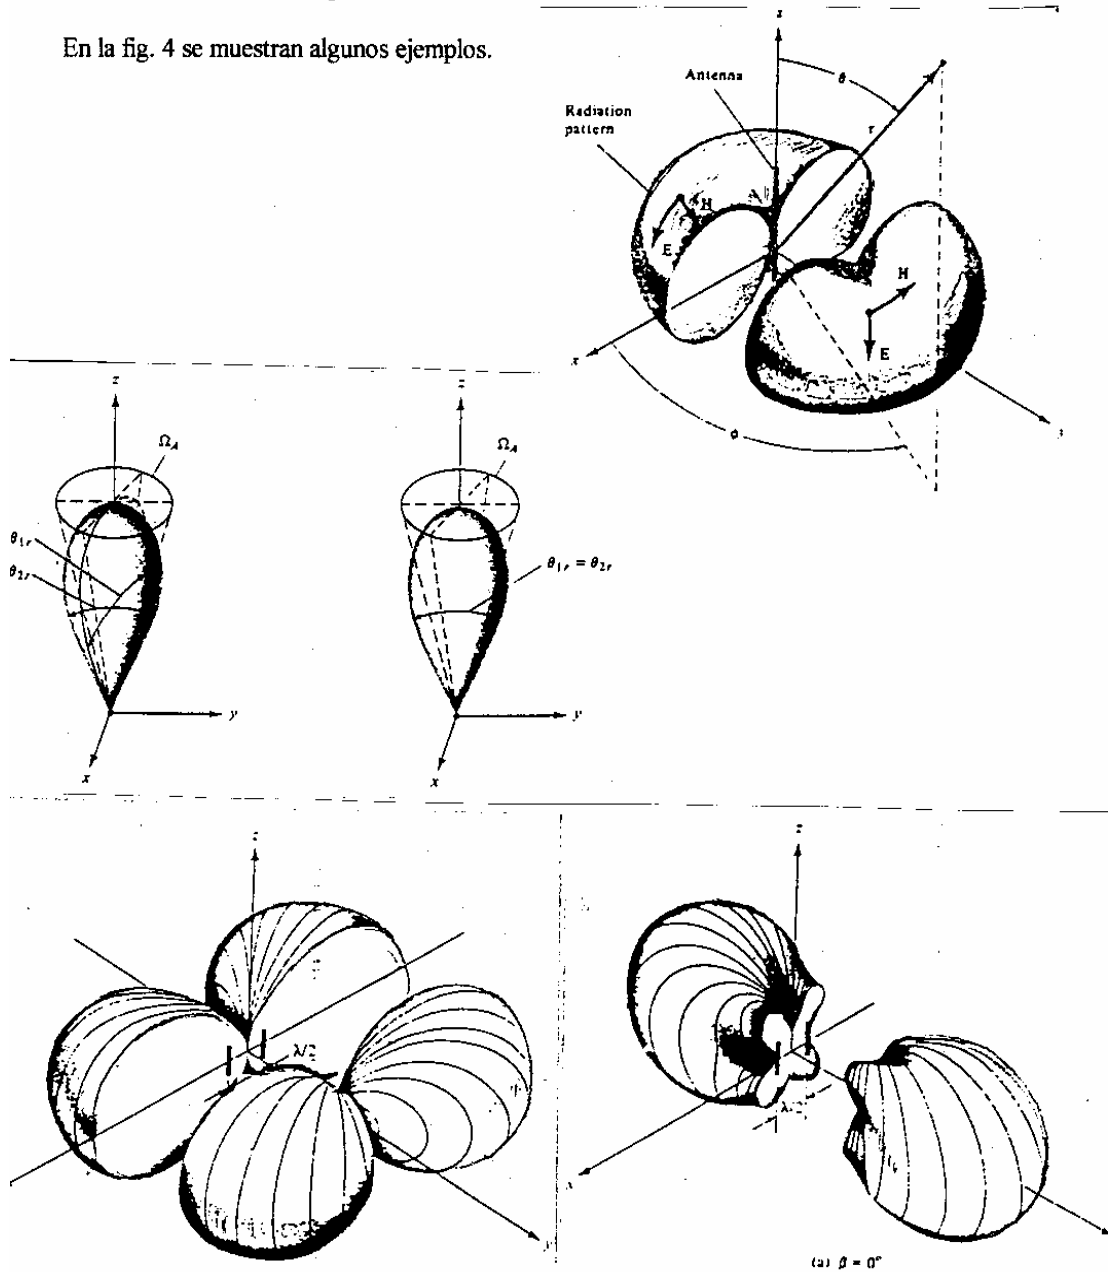 En la fig. 4 se muestran algunos ejemplos.
z
θ
Antenna
r
Radiation
pattern
H
E
H
E
x
φ
z
z
Ω_A
Ω_A
θ_1r
θ_2r
θ_1r = θ_2r
y
y
x
x
z
z
λ/2
λ/2
y
x
(a) β = 0°